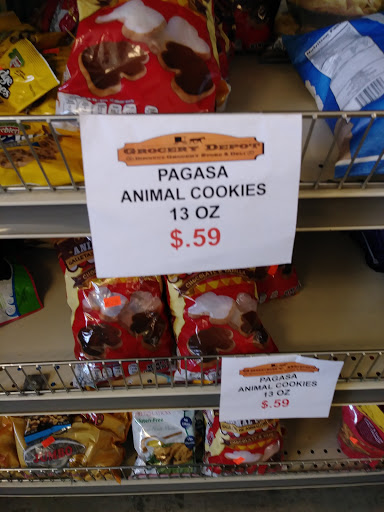 GROCERY DEPOT
PAGASA
ANIMAL COOKIES
13 OZ
$.59
GROCERY DEPOT
PAGASA
ANIMAL COOKIES
13 OZ
$.59